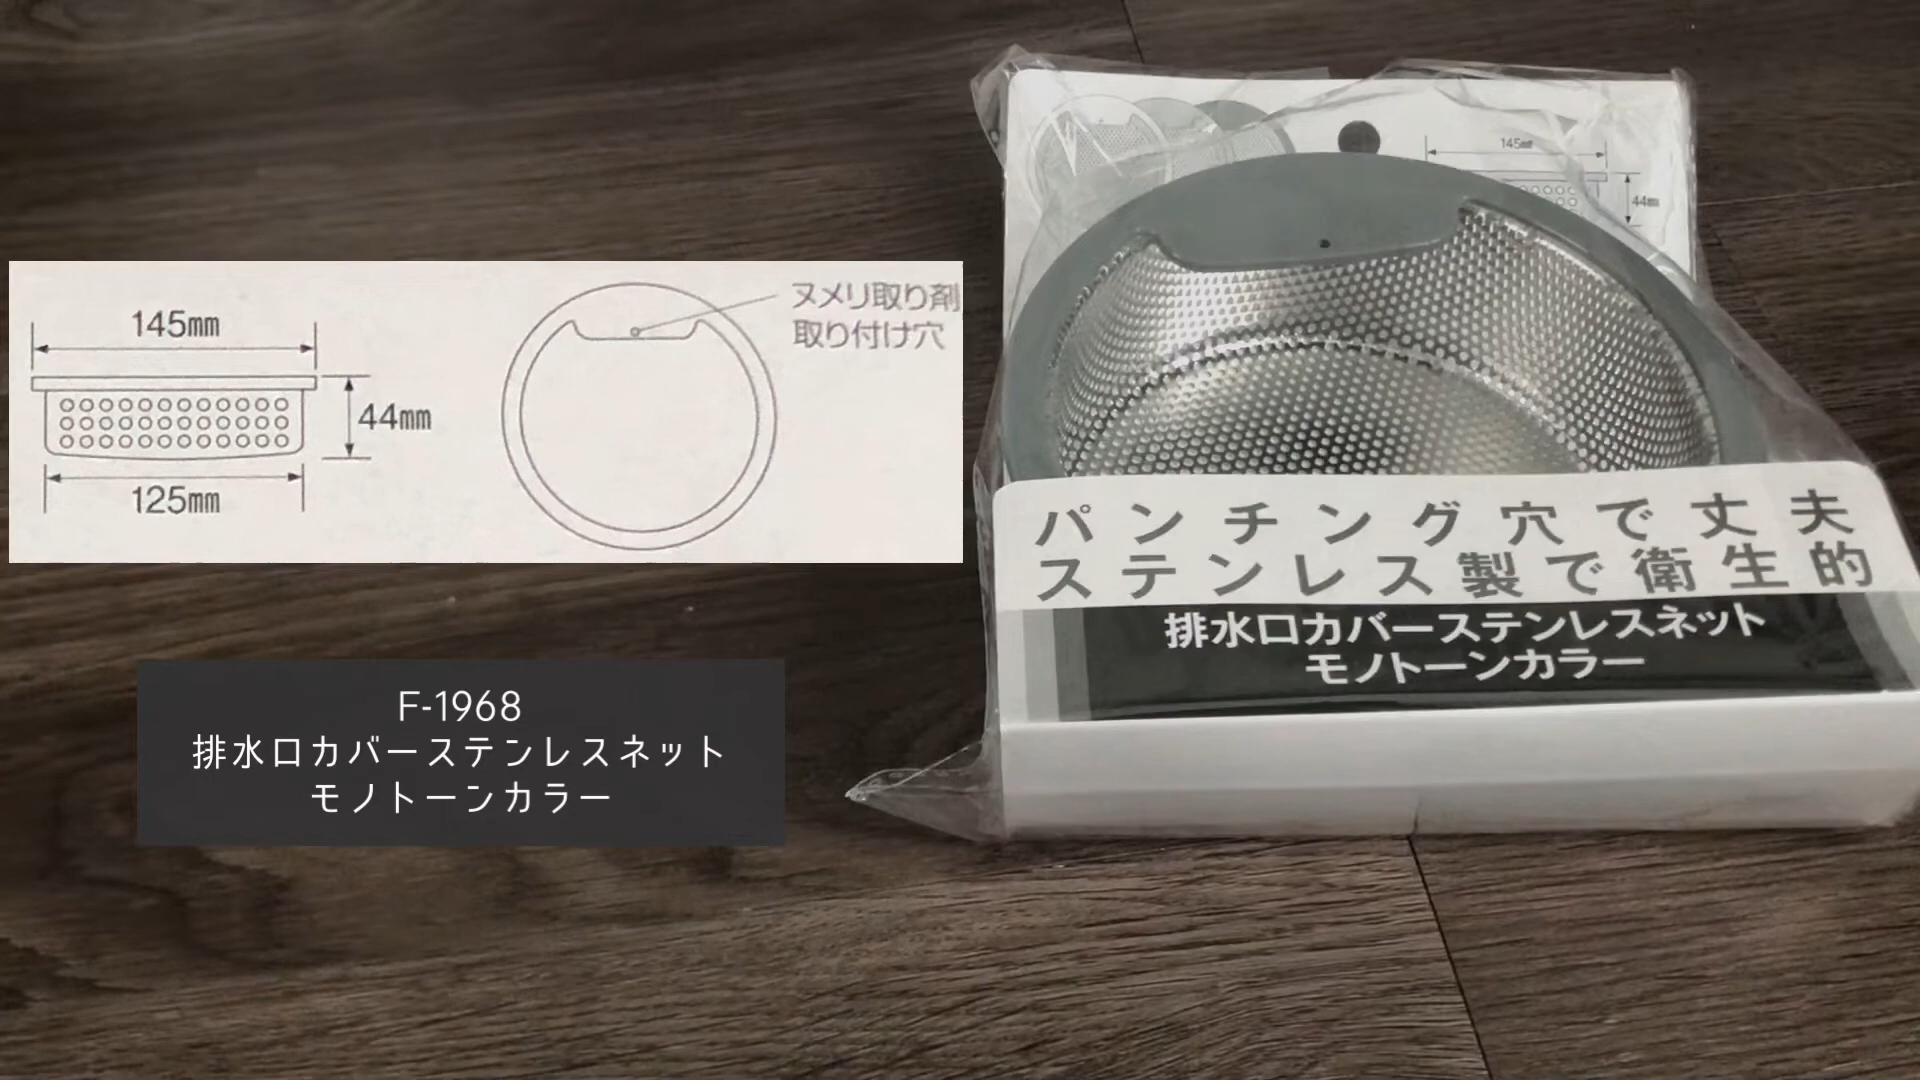 145㎜
44㎜
125㎜
ヌメリ取り剤
取り付け穴
F-1968
排水口カバーステンレスネット
モノトーンカラー
145㎜
44㎜
パンチング穴で丈夫
ステンレス製で衛生的
排水口カバーステンレスネット
モノトーンカラー